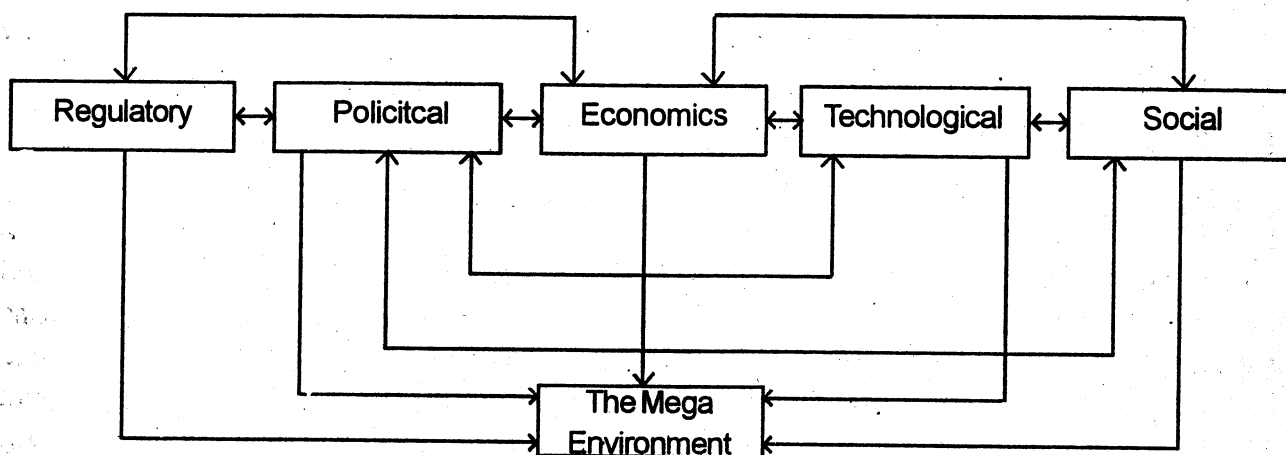 Regulatory
Policitcal
Economics
Technological
Social
The Mega
Environment